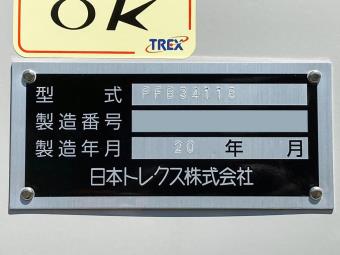 OK
TREX
型式 PFB34116
製造番号
製造年月 20 年 月
日本トレクス株式会社